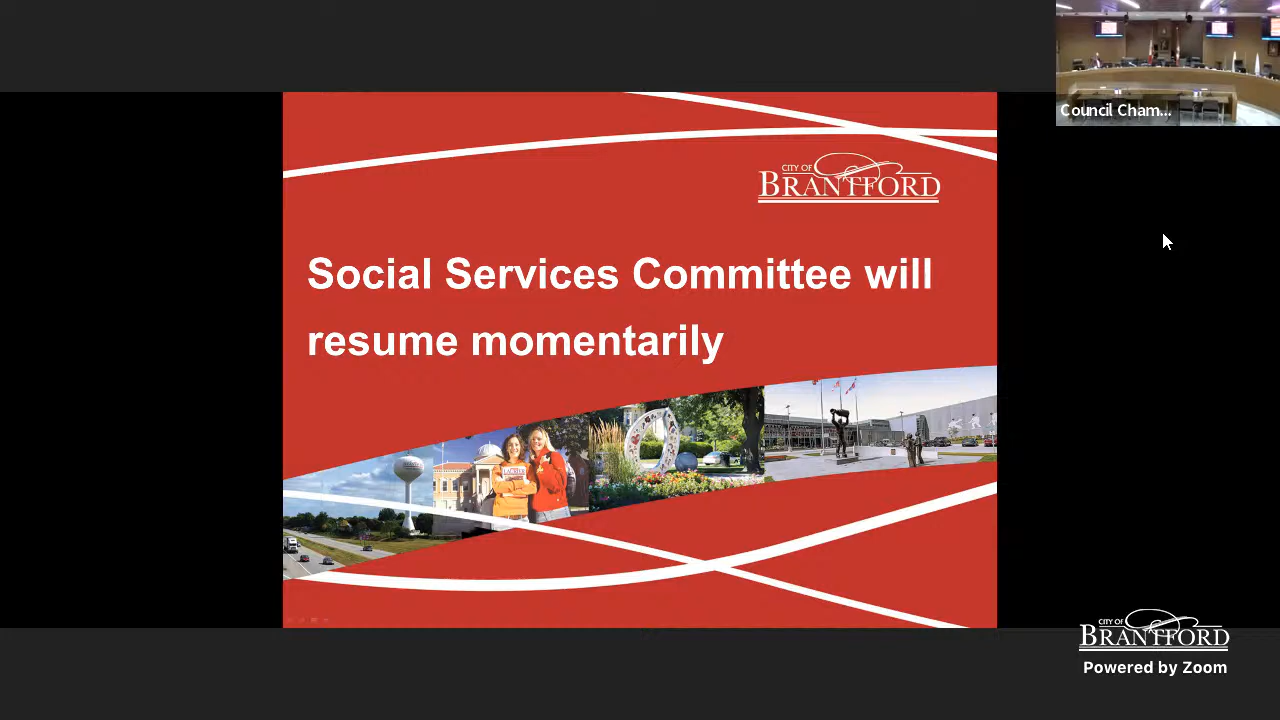 Council Cham...
CITY OF
BRANTFORD
Social Services Committee will
resume momentarily
CITY OF
BRANTFORD
Powered by Zoom